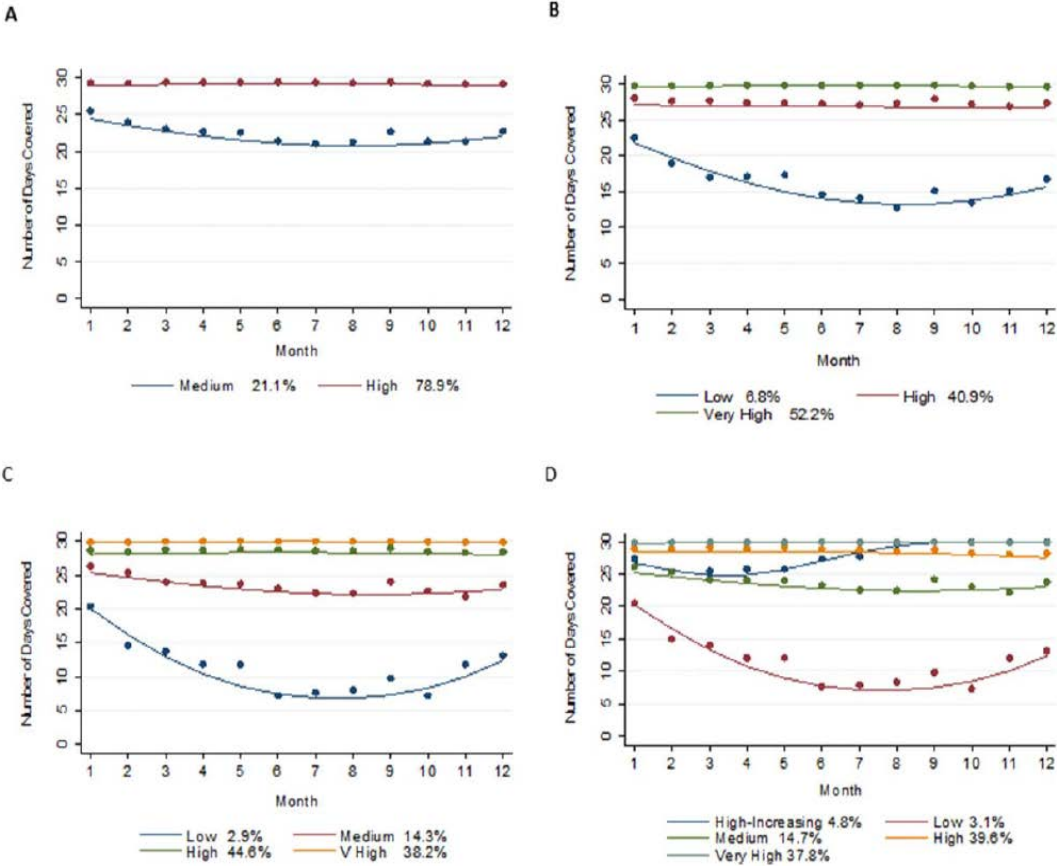 A
Number of Days Covered
30
25
20
15
10
5
0
1 2 3 4 5 6 7 8 9 10 11 12
Month
Medium 21.1% High 78.9%
B
Number of Days Covered
30
25
20
15
10
5
0
1 2 3 4 5 6 7 8 9 10 11 12
Month
Low 6.8% High 40.9%
Very High 52.2%
C
Number of Days Covered
30
25
20
15
10
5
0
1 2 3 4 5 6 7 8 9 10 11 12
Month
Low 2.9% Medium 14.3%
High 44.6% V High 38.2%
D
Number of Days Covered
30
25
20
15
10
5
0
1 2 3 4 5 6 7 8 9 10 11 12
Month
High-Increasing 4.8% Low 3.1%
Medium 14.7% High 39.6%
Very High 37.8%